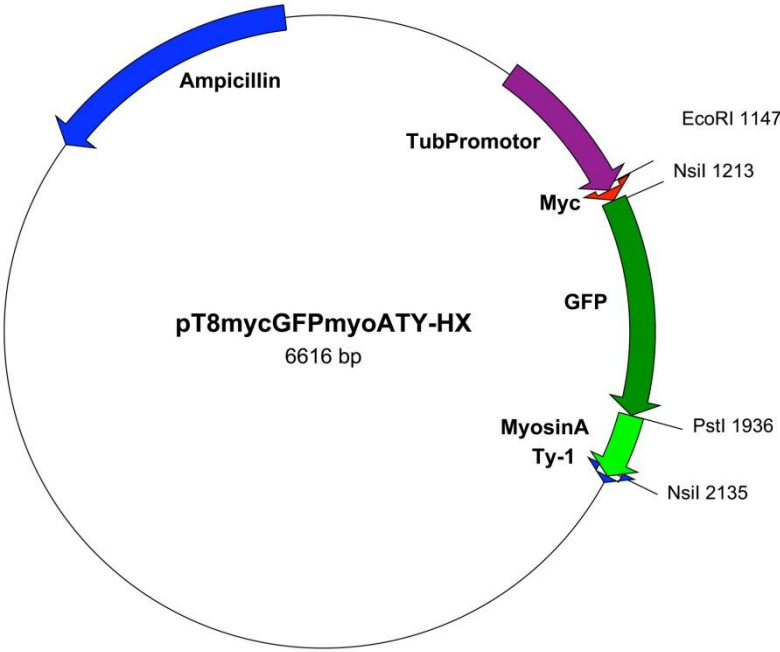 Ampicillin
TubPromotor
EcoRI 1147
NsiI 1213
Myc
GFP
pT8mycGFPmyoATY-HX
6616 bp
MyosinA
PstI 1936
Ty-1
NsiI 2135